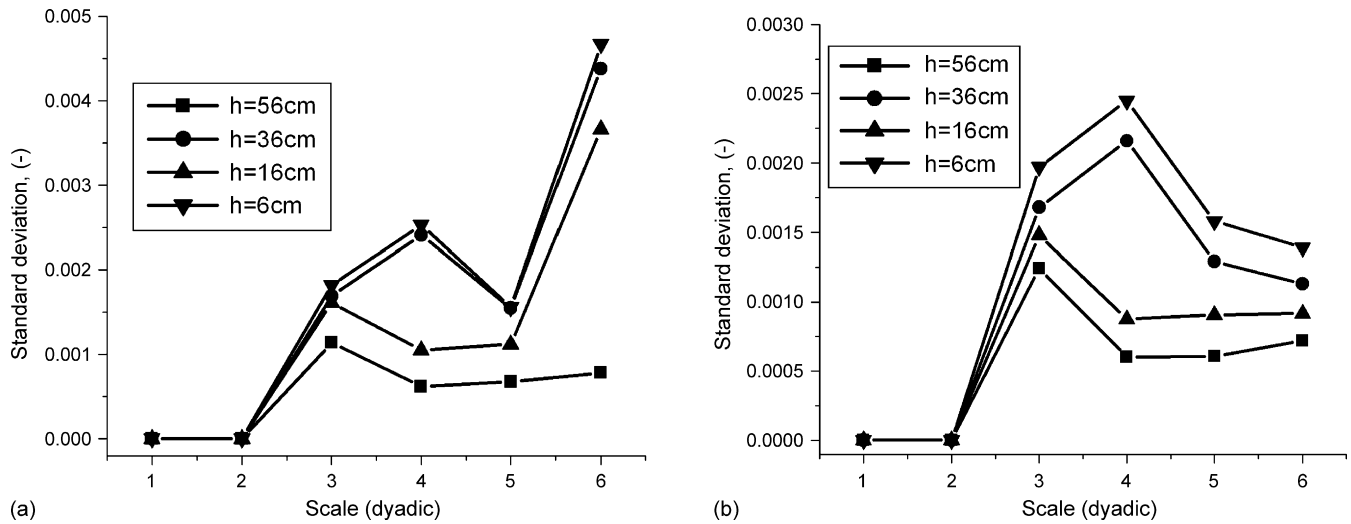 0.005
0.004
0.003
0.002
0.001
0.000
Standard deviation, (-)
h=56cm
h=36cm
h=16cm
h=6cm
1 2 3 4 5 6
Scale (dyadic)
(a)
0.0030
0.0025
0.0020
0.0015
0.0010
0.0005
0.0000
Standard deviation, (-)
h=56cm
h=36cm
h=16cm
h=6cm
1 2 3 4 5 6
Scale (dyadic)
(b)